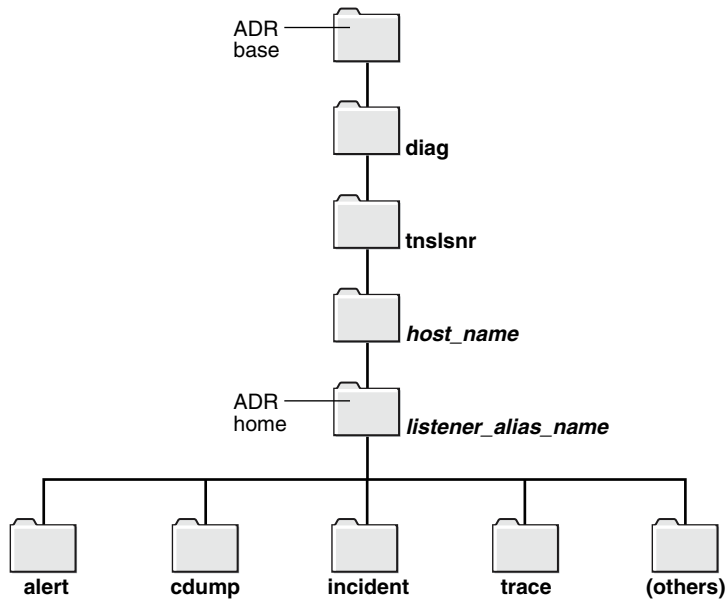 ADR
base
diag
tnslsnr
host_name
ADR
home
listener_alias_name
alert
cdump
incident
trace
(others)